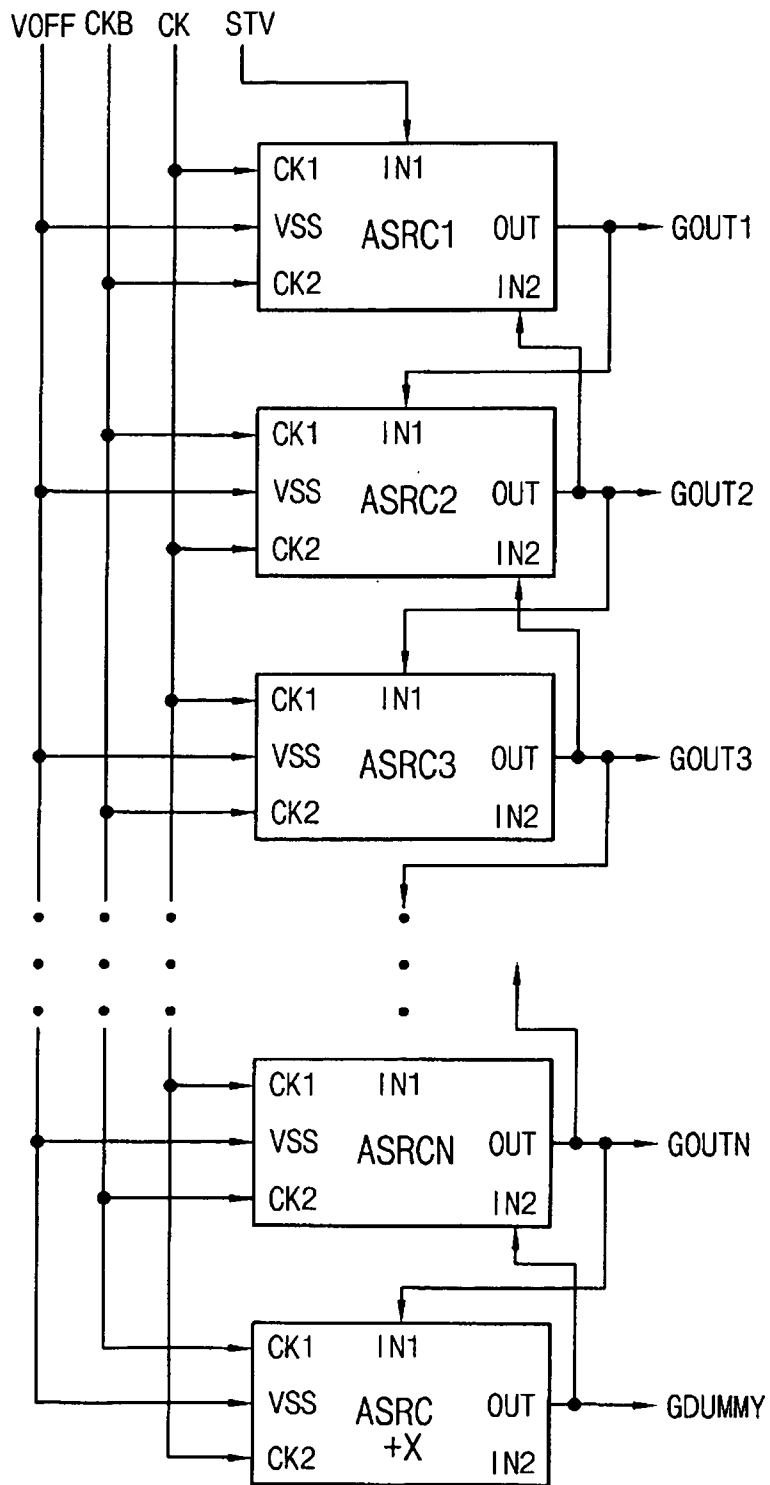 VOFF CKB CK STV
CK1 IN1
VSS ASRC1 OUT GOUT1
CK2 IN2
CK1 IN1
VSS ASRC2 OUT GOUT2
CK2 IN2
CK1 IN1
VSS ASRC3 OUT GOUT3
CK2 IN2
CK1 IN1
VSS ASRCN OUT GOUTN
CK2 IN2
CK1 IN1
VSS ASRC OUT GDUMMY
+X
CK2 IN2